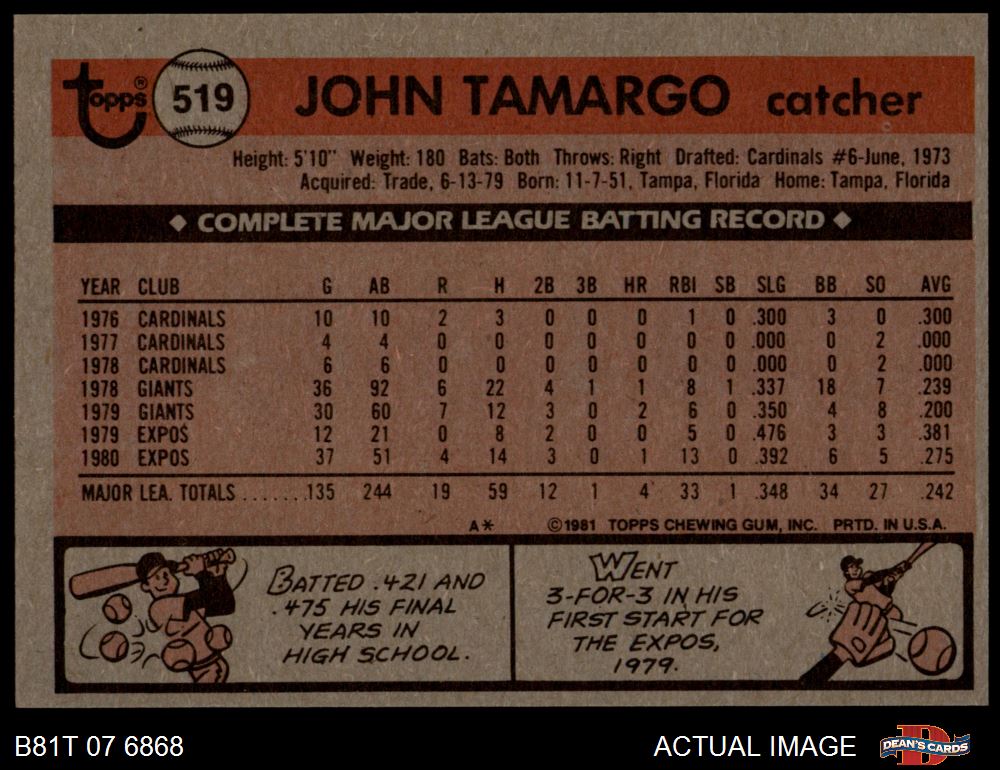 Topps® 519 JOHN TAMARGO catcher
Height: 5'10" Weight: 180 Bats: Both Throws: Right Drafted: Cardinals #6-June, 1973
Acquired: Trade, 6-13-79 Born: 11-7-51, Tampa, Florida Home: Tampa, Florida
◆ COMPLETE MAJOR LEAGUE BATTING RECORD ◆
YEAR CLUB G AB R H 2B 3B HR RBI SB SLG BB SO AVG
1976 CARDINALS 10 10 2 3 0 0 0 1 0 .300 3 0 .300
1977 CARDINALS 4 4 0 0 0 0 0 0 0 .000 0 2 .000
1978 CARDINALS 6 6 0 0 0 0 0 0 0 .000 0 2 .000
1978 GIANTS 36 92 6 22 4 1 1 8 1 .337 18 7 .239
1979 GIANTS 30 60 7 12 3 0 2 6 0 .350 4 8 .200
1979 EXPOS 12 21 0 8 2 0 0 5 0 .476 3 3 .381
1980 EXPOS 37 51 4 14 3 0 1 13 0 .392 6 5 .275
MAJOR LEA. TOTALS .......135 244 19 59 12 1 4 33 1 .348 34 27 .242
A* ©1981 TOPPS CHEWING GUM, INC. PRTD. IN U.S.A.
BATTED .421 AND
.475 HIS FINAL
YEARS IN
HIGH SCHOOL.
WENT
3-FOR-3 IN HIS
FIRST START FOR
THE EXPOS,
1979.
B81T 07 6868
ACTUAL IMAGE
D
DEAN'S CARDS